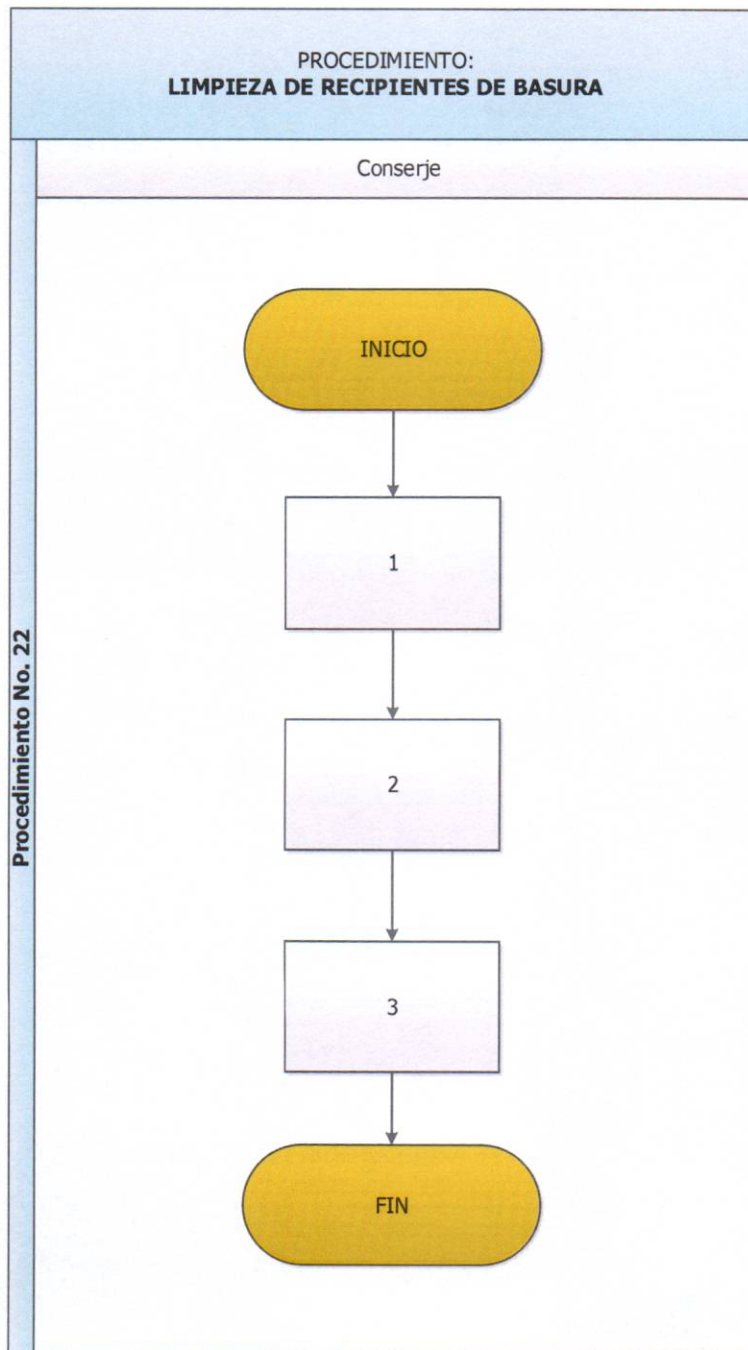 PROCEDIMIENTO:
LIMPIEZA DE RECIPIENTES DE BASURA
Conserje
Procedimiento No. 22
INICIO
1
2
3
FIN